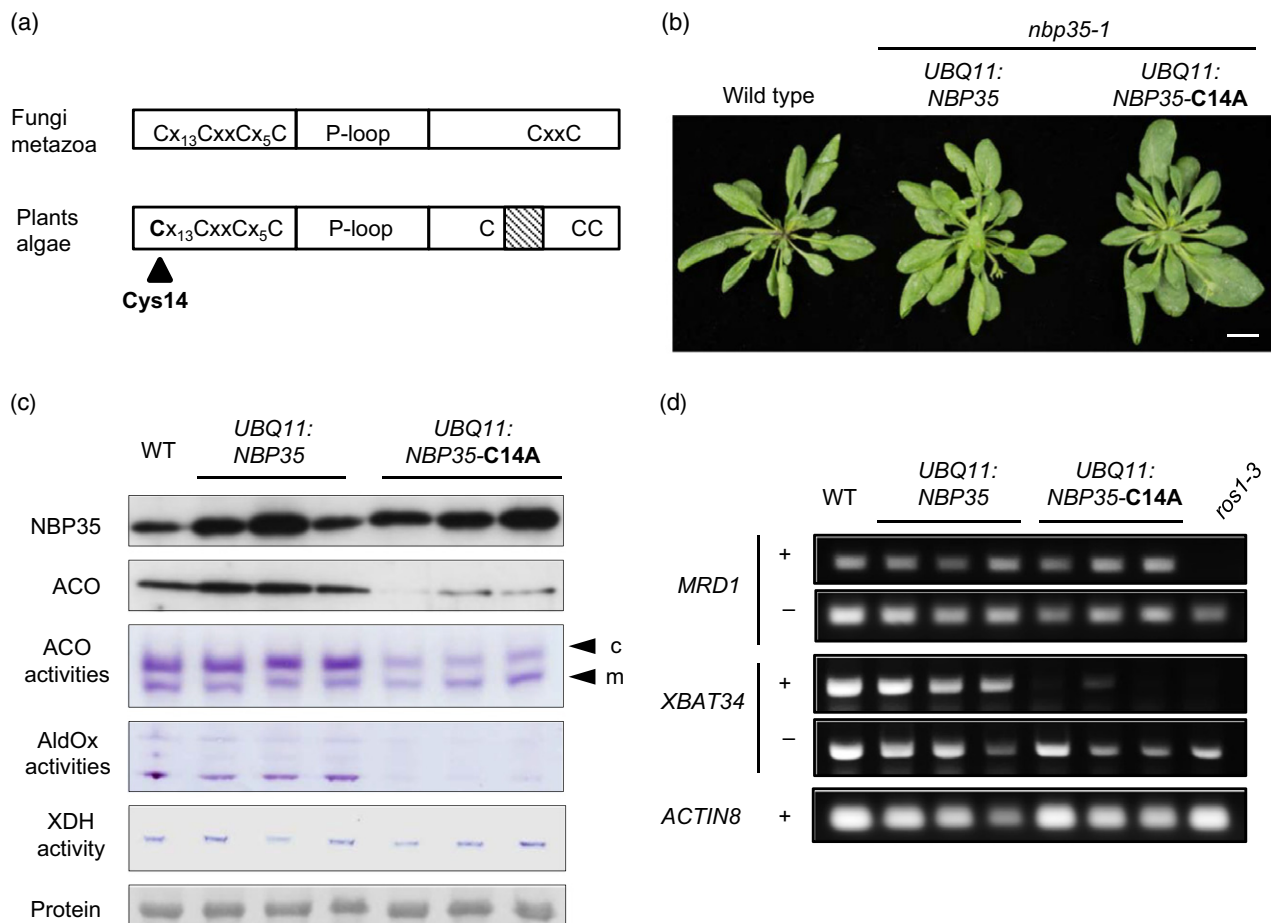 (a)
Fungi
metazoa
Cx₁₃CxxCx₅C
P-loop
CxxC
Plants
algae
Cx₁₃CxxCx₅C
P-loop
C
CC
Cys14
(b)
nbp35-1
Wild type
UBQ11:
NBP35
UBQ11:
NBP35-C14A
(c)
WT
UBQ11:
NBP35
UBQ11:
NBP35-C14A
NBP35
ACO
ACO
activities
c
m
AldOx
activities
XDH
activity
Protein
(d)
WT
UBQ11:
NBP35
UBQ11:
NBP35-C14A
ros1-3
MRD1
+
–
XBAT34
+
–
ACTIN8
+